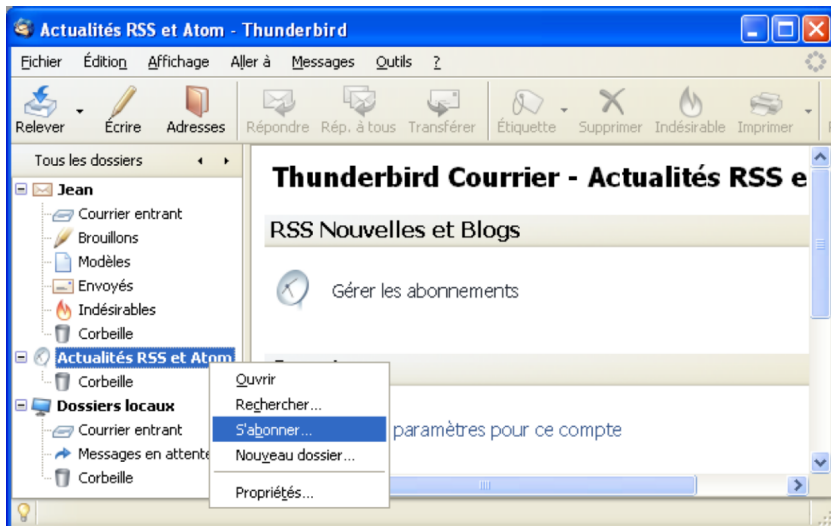 Actualités RSS et Atom - Thunderbird
Fichier Édition Affichage Aller à Messages Outils ?
Relever Écrire Adresses Répondre Rép. à tous Transférer Étiquette Supprimer Indésirable Imprimer
Tous les dossiers
Jean
Courrier entrant
Brouillons
Modèles
Envoyés
Indésirables
Corbeille
Actualités RSS et Atom
Corbeille
Dossiers locaux
Courrier entrant
Messages en attente
Corbeille
Thunderbird Courrier - Actualités RSS e
RSS Nouvelles et Blogs
Gérer les abonnements
paramètres pour ce compte
Ouvrir
Rechercher...
S'abonner...
Nouveau dossier...
Propriétés...